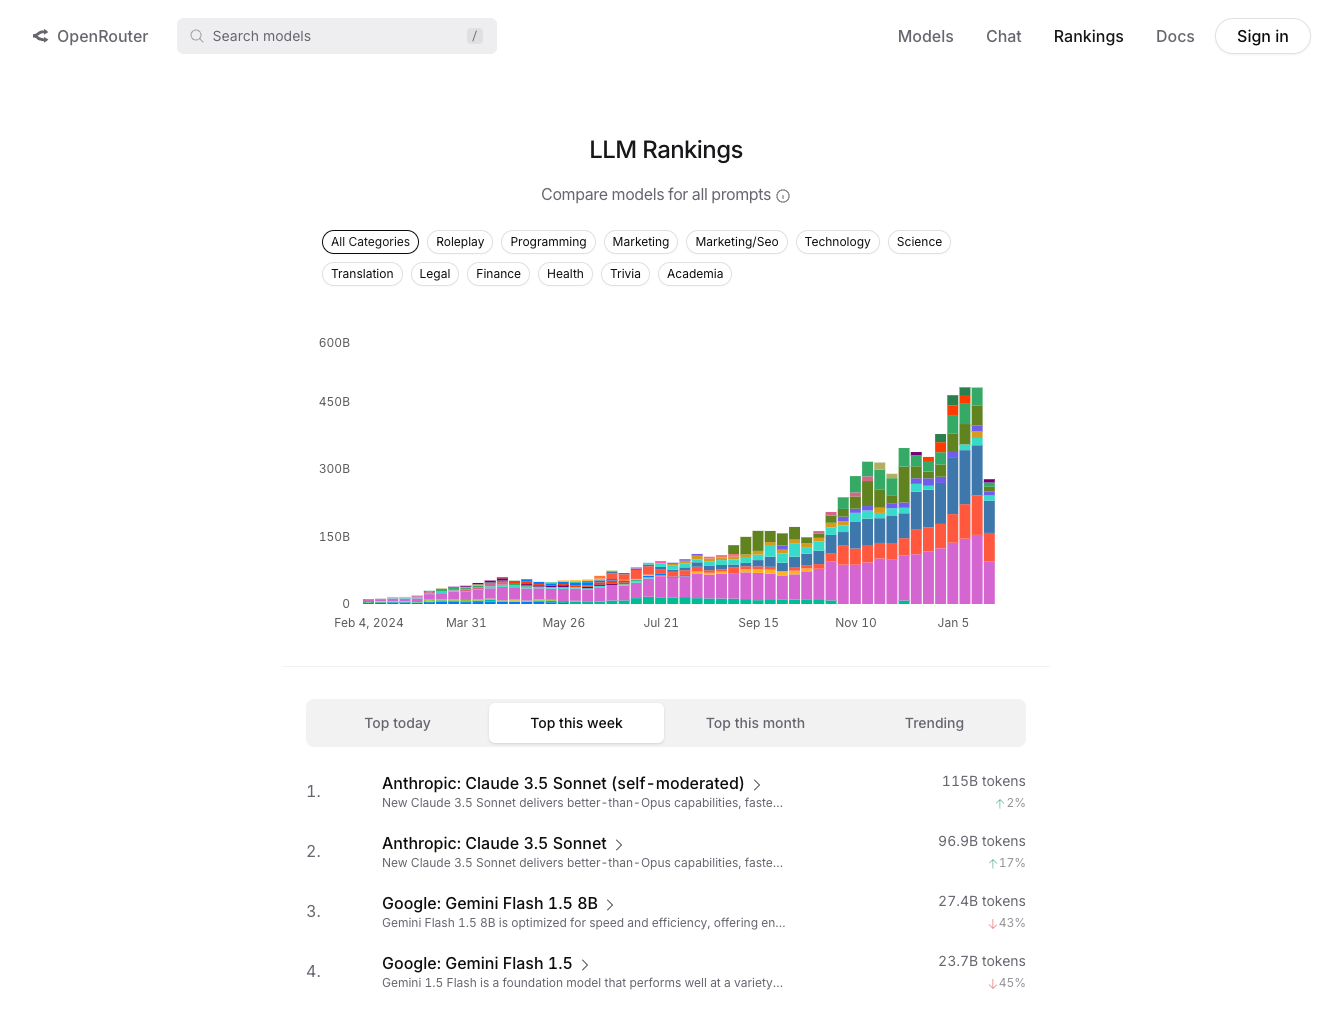 OpenRouter
Search models
/
Models
Chat
Rankings
Docs
Sign in
LLM Rankings
Compare models for all prompts
All Categories
Roleplay
Programming
Marketing
Marketing/Seo
Technology
Science
Translation
Legal
Finance
Health
Trivia
Academia
600B
450B
300B
150B
0
Feb 4, 2024
Mar 31
May 26
Jul 21
Sep 15
Nov 10
Jan 5
Top today
Top this week
Top this month
Trending
1.
Anthropic: Claude 3.5 Sonnet (self-moderated)
New Claude 3.5 Sonnet delivers better-than-Opus capabilities, faste...
115B tokens
2%
2.
Anthropic: Claude 3.5 Sonnet
New Claude 3.5 Sonnet delivers better-than-Opus capabilities, faste...
96.9B tokens
17%
3.
Google: Gemini Flash 1.5 8B
Gemini Flash 1.5 8B is optimized for speed and efficiency, offering en...
27.4B tokens
43%
4.
Google: Gemini Flash 1.5
Gemini 1.5 Flash is a foundation model that performs well at a variety...
23.7B tokens
45%